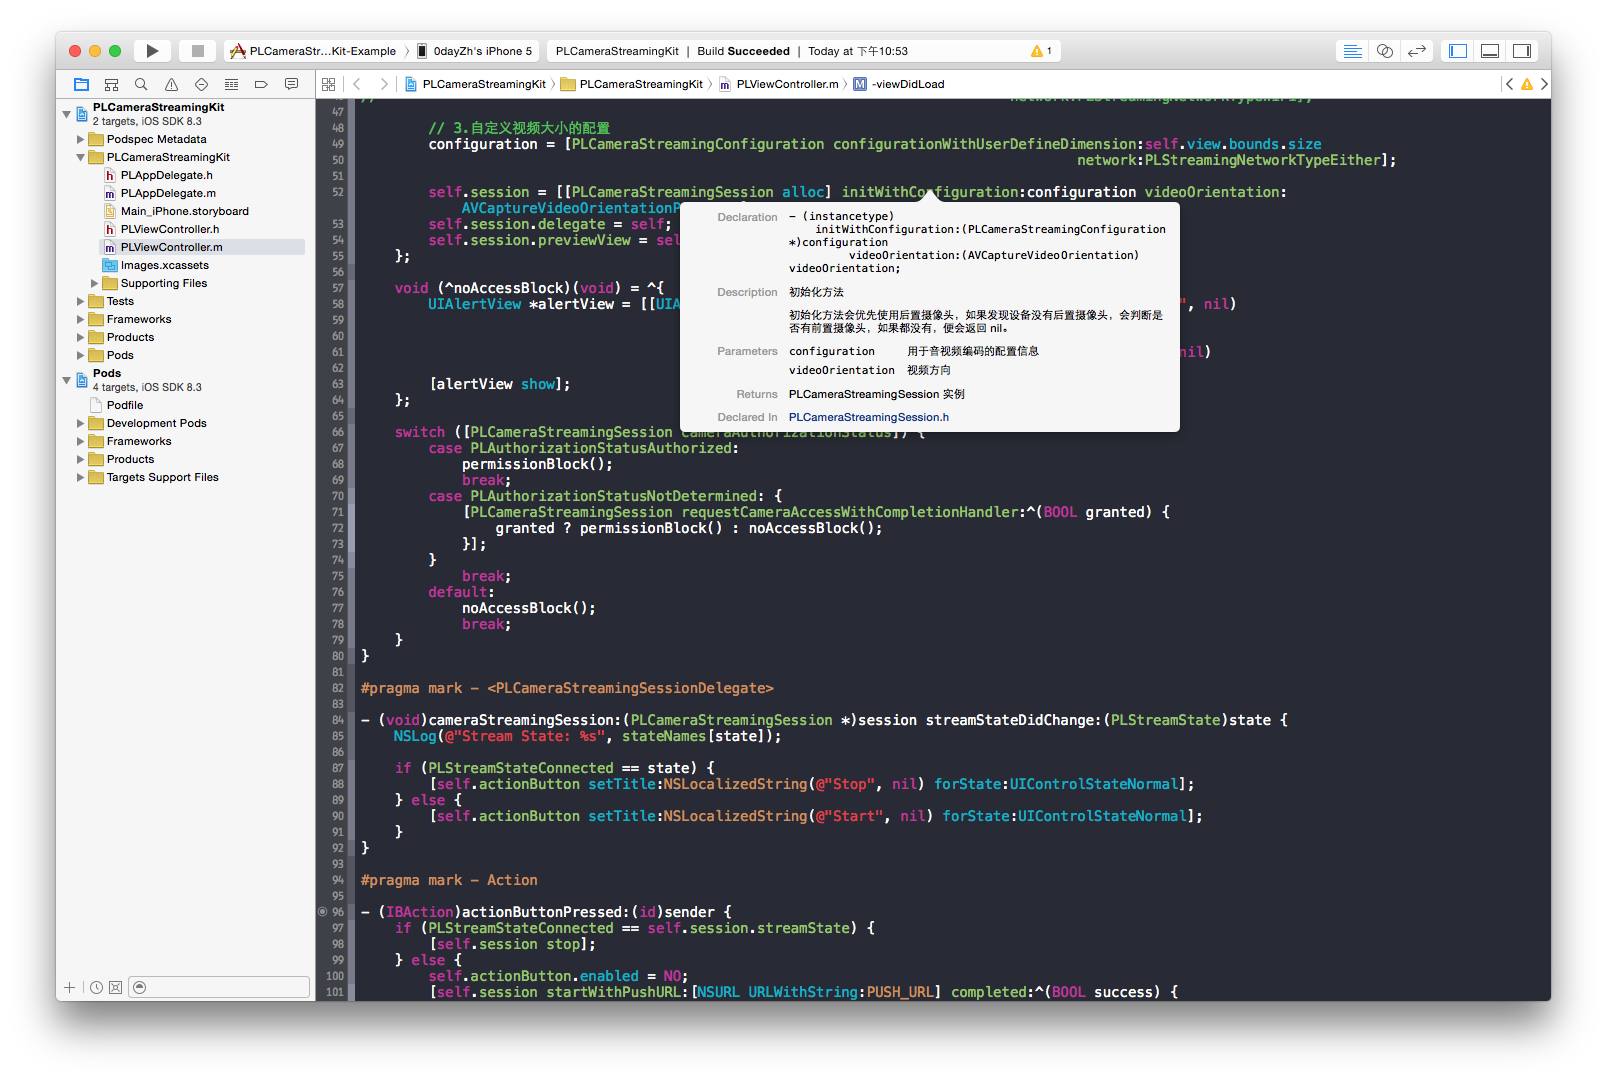 PLCameraStr...Kit-Example
0dayZh's iPhone 5
PLCameraStreamingKit | Build Succeeded | Today at 下午10:53
1
PLCameraStreamingKit
PLCameraStreamingKit
PLViewController.m
M -viewDidLoad
PLCameraStreamingKit
2 targets, iOS SDK 8.3
Podspec Metadata
PLCameraStreamingKit
h PLAppDelegate.h
m PLAppDelegate.m
Main_iPhone.storyboard
h PLViewController.h
m PLViewController.m
Images.xcassets
Supporting Files
Tests
Frameworks
Products
Pods
Pods
4 targets, iOS SDK 8.3
Podfile
Development Pods
Frameworks
Products
Targets Support Files
47
48 // 3.自定义视频大小的配置
49 configuration = [PLCameraStreamingConfiguration configurationWithUserDefineDimension:self.view.bounds.size
50 network:PLStreamingNetworkTypeEither];
51
52 self.session = [[PLCameraStreamingSession alloc] initWithConfiguration:configuration videoOrientation:
AVCaptureVideoOrientation
53 self.session.delegate = self;
54 self.session.previewView =
55 };
56
57 void (^noAccessBlock)(void) = ^{
58 UIAlertView *alertView = [[ , nil)
59
60
61 nil)
62
63 [alertView show];
64 };
65
66 switch ([PLCameraStreamingSession cameraAuthorizationStatus]) {
67 case PLAuthorizationStatusAuthorized:
68 permissionBlock();
69 break;
70 case PLAuthorizationStatusNotDetermined: {
71 [PLCameraStreamingSession requestCameraAccessWithCompletionHandler:^(BOOL granted) {
72 granted ? permissionBlock() : noAccessBlock();
73 }];
74 }
75 break;
76 default:
77 noAccessBlock();
78 break;
79 }
80 }
81
82 #pragma mark - <PLCameraStreamingSessionDelegate>
83
84 - (void)cameraStreamingSession:(PLCameraStreamingSession *)session streamStateDidChange:(PLStreamState)state {
85 NSLog(@"Stream State: %s", stateNames[state]);
86
87 if (PLStreamStateConnected == state) {
88 [self.actionButton setTitle:NSLocalizedString(@"Stop", nil) forState:UIControlStateNormal];
89 } else {
90 [self.actionButton setTitle:NSLocalizedString(@"Start", nil) forState:UIControlStateNormal];
91 }
92 }
93
94 #pragma mark - Action
95
96 - (IBAction)actionButtonPressed:(id)sender {
97 if (PLStreamStateConnected == self.session.streamState) {
98 [self.session stop];
99 } else {
100 self.actionButton.enabled = NO;
101 [self.session startWithPushURL:[NSURL URLWithString:PUSH_URL] completed:^(BOOL success) {
Declaration - (instancetype)
initWithConfiguration:(PLCameraStreamingConfiguration
*)configuration
videoOrientation:(AVCaptureVideoOrientation)
videoOrientation;
Description 初始化方法
初始化方法会优先使用后置摄像头，如果发现设备没有后置摄像头，会判断是
否有前置摄像头，如果都没有，便会返回 nil。
Parameters configuration 用于音视频编码的配置信息
videoOrientation 视频方向
Returns PLCameraStreamingSession 实例
Declared In PLCameraStreamingSession.h